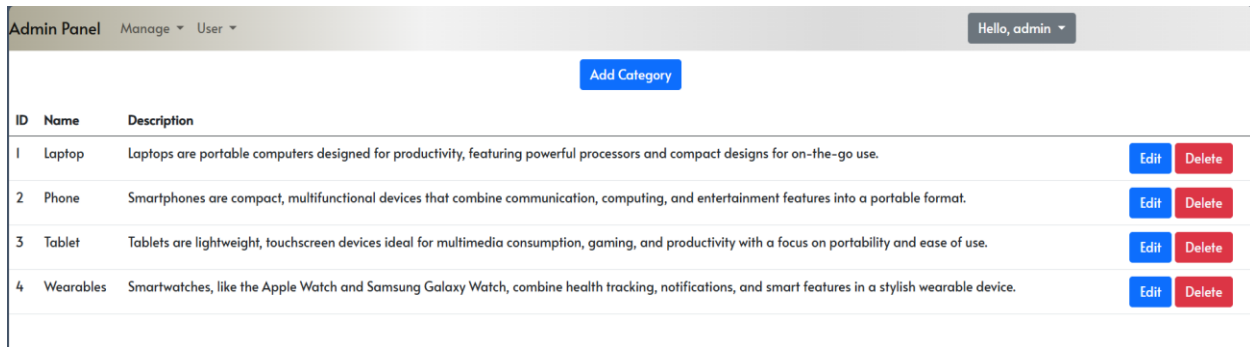 Admin Panel Manage User Hello, admin
Add Category
ID Name Description
1 Laptop Laptops are portable computers designed for productivity, featuring powerful processors and compact designs for on-the-go use. Edit Delete
2 Phone Smartphones are compact, multifunctional devices that combine communication, computing, and entertainment features into a portable format. Edit Delete
3 Tablet Tablets are lightweight, touchscreen devices ideal for multimedia consumption, gaming, and productivity with a focus on portability and ease of use. Edit Delete
4 Wearables Smartwatches, like the Apple Watch and Samsung Galaxy Watch, combine health tracking, notifications, and smart features in a stylish wearable device. Edit Delete